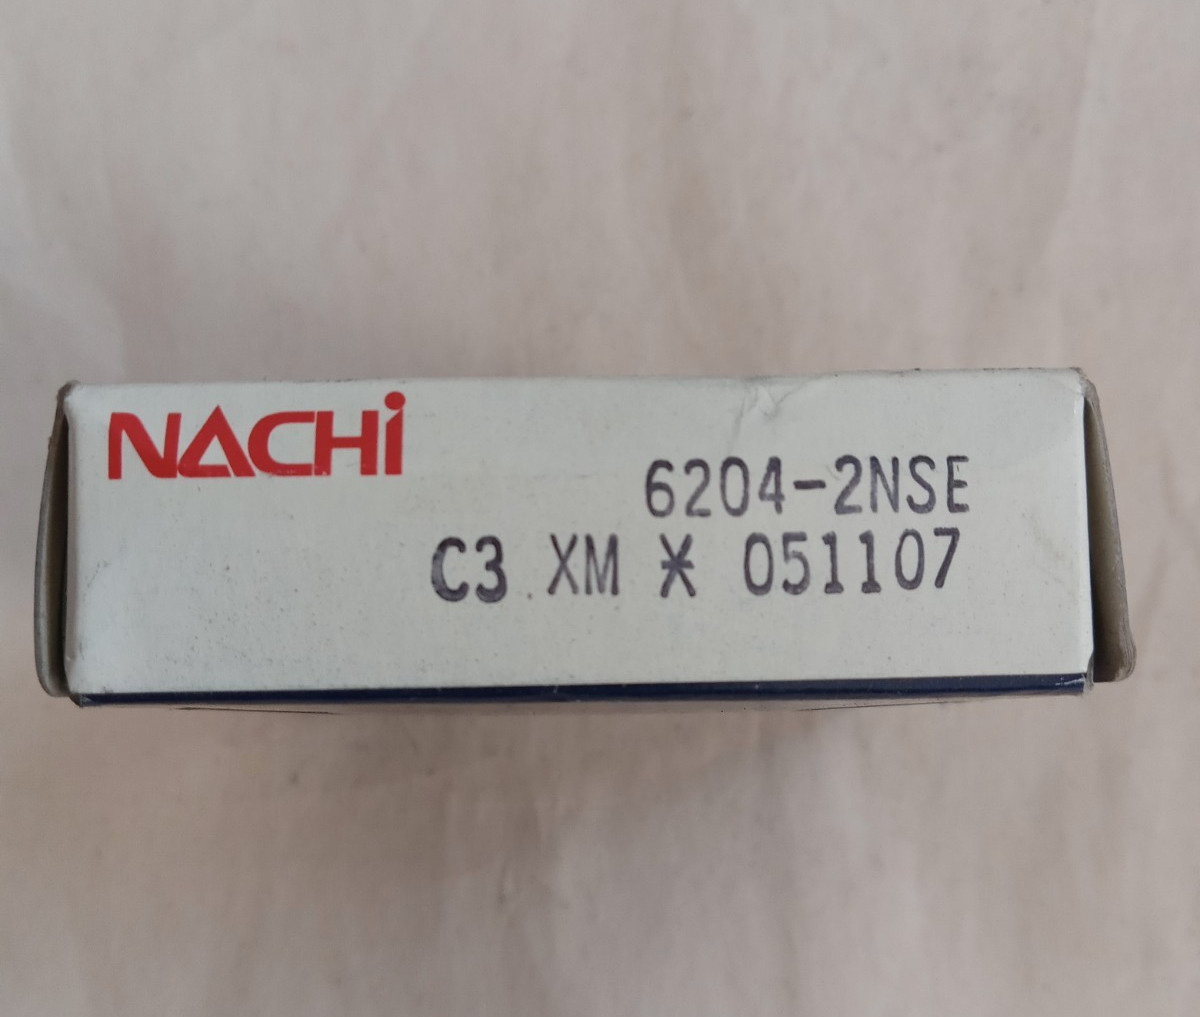 NACHi
6204-2NSE
C3 XM * 051107